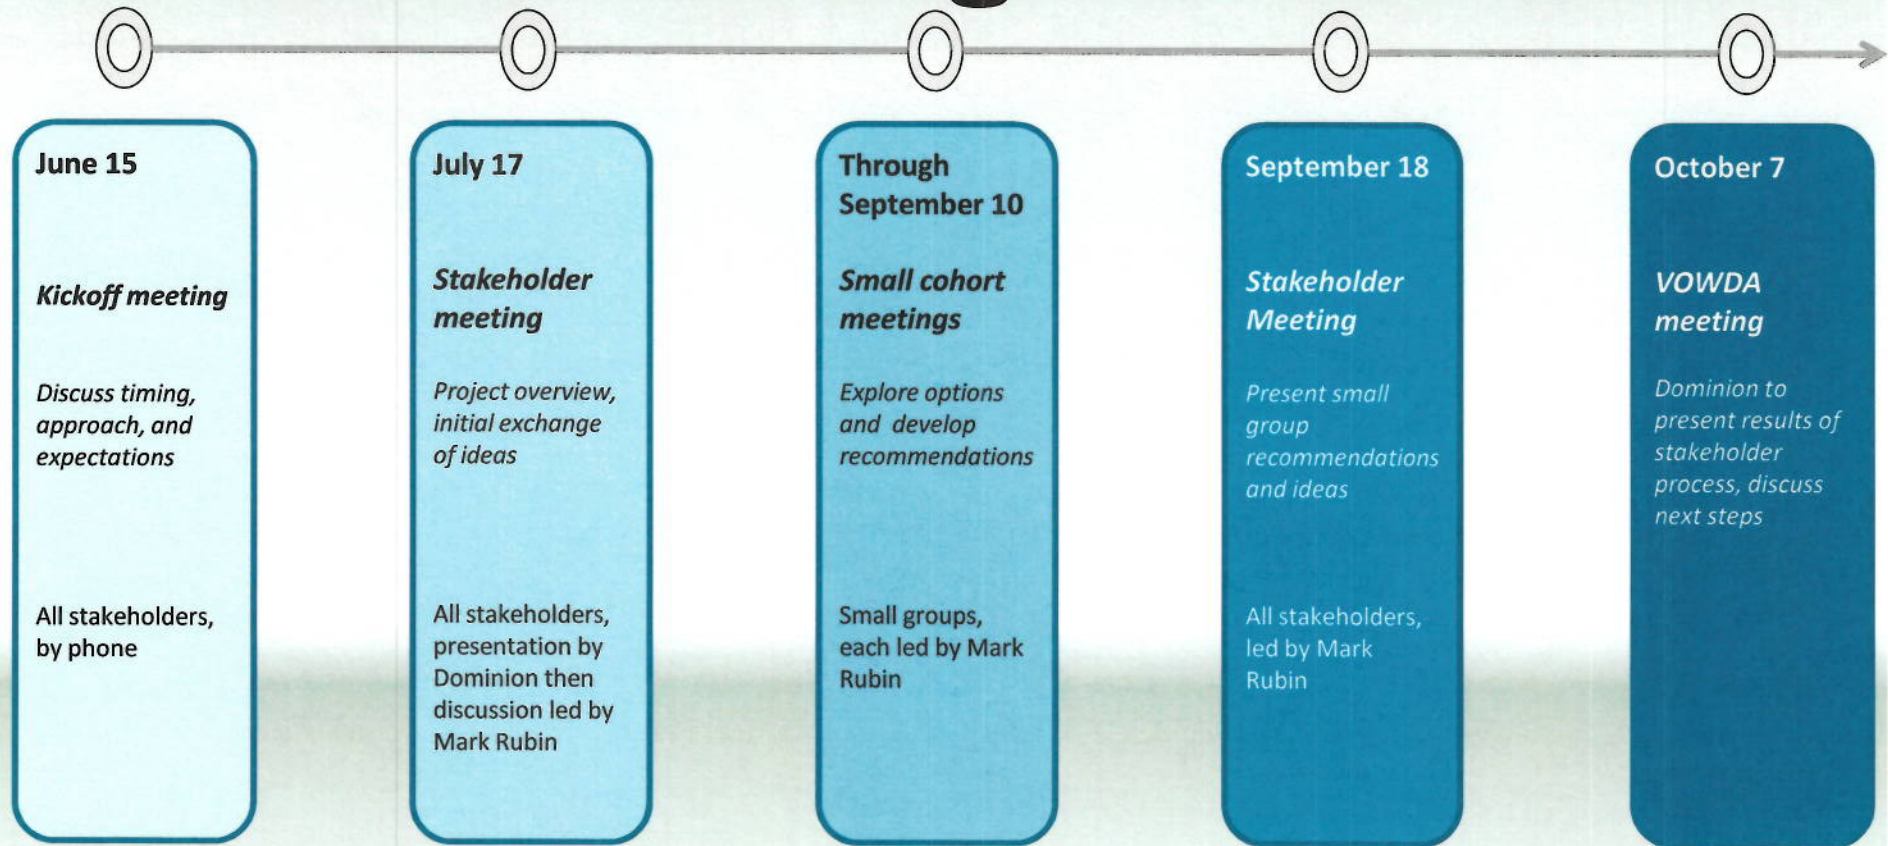 June 15
Kickoff meeting
Discuss timing,
approach, and
expectations
All stakeholders,
by phone
July 17
Stakeholder
meeting
Project overview,
initial exchange
of ideas
All stakeholders,
presentation by
Dominion then
discussion led by
Mark Rubin
Through
September 10
Small cohort
meetings
Explore options
and develop
recommendations
Small groups,
each led by Mark
Rubin
September 18
Stakeholder
Meeting
Present small
group
recommendations
and ideas
All stakeholders,
led by Mark
Rubin
October 7
VOWDA
meeting
Dominion to
present results of
stakeholder
process, discuss
next steps